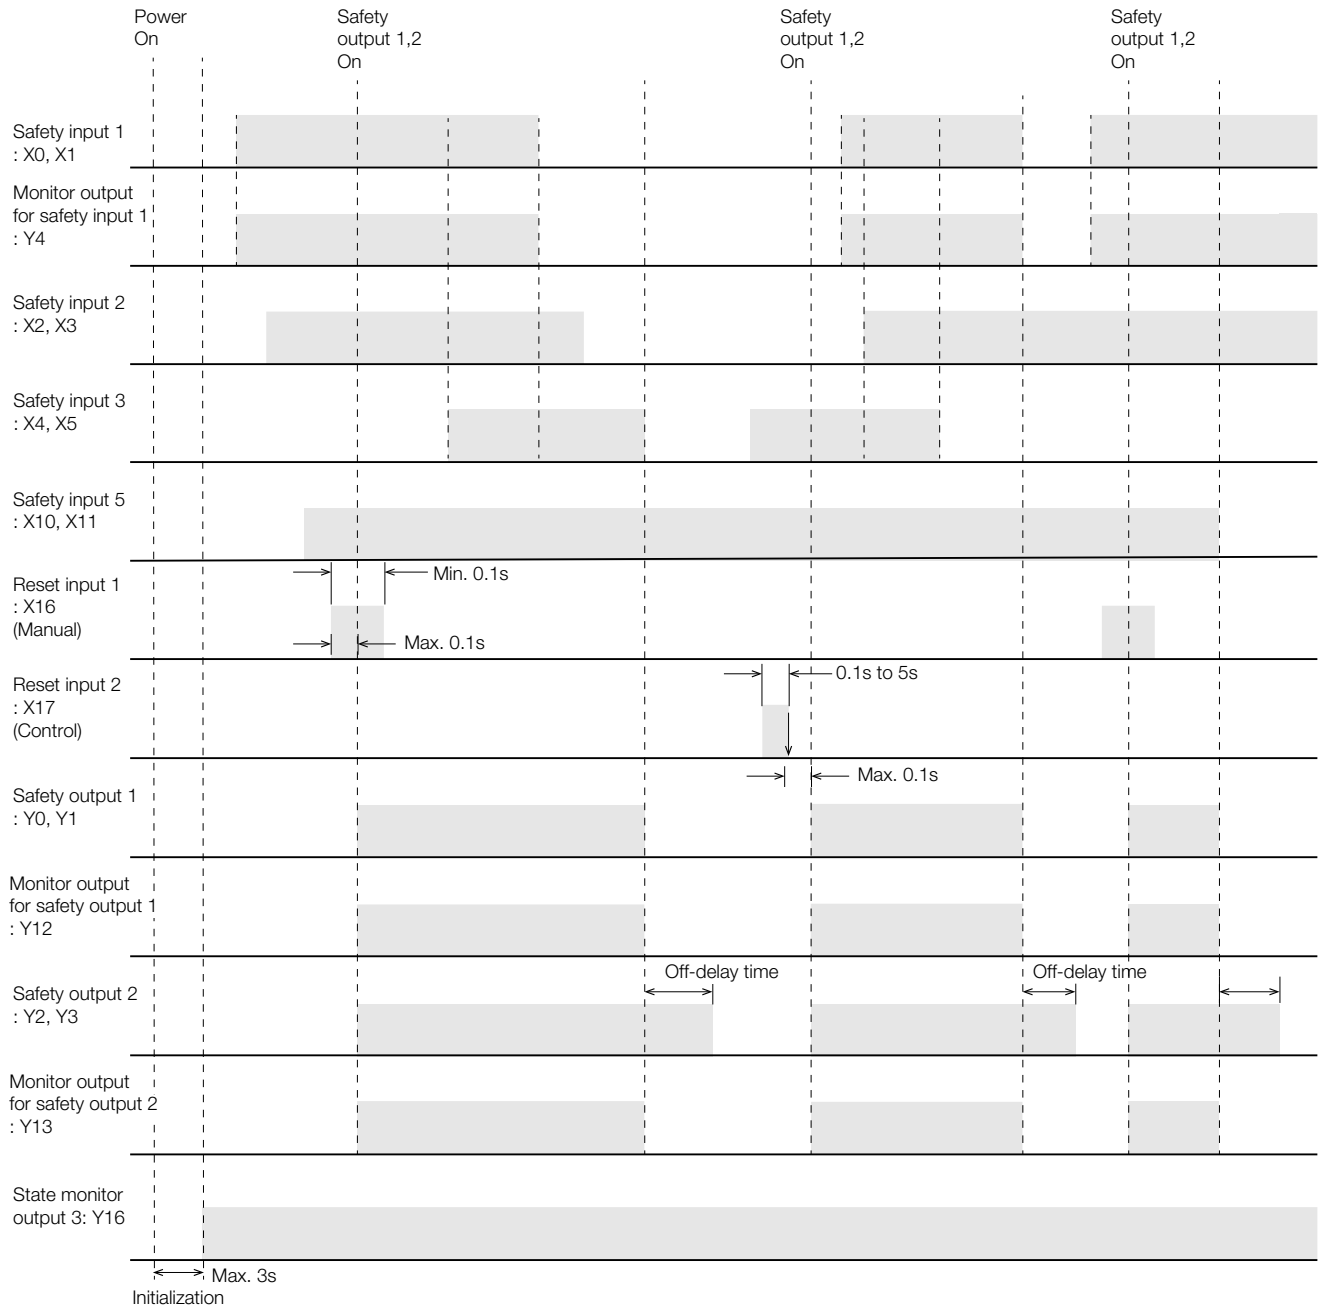 Power
On
Safety
output 1,2
On
Safety
output 1,2
On
Safety
output 1,2
On
Safety input 1
: X0, X1
Monitor output
for safety input 1
: Y4
Safety input 2
: X2, X3
Safety input 3
: X4, X5
Safety input 5
: X10, X11
Min. 0.1s
Reset input 1
: X16
(Manual)
Max. 0.1s
Reset input 2
: X17
(Control)
0.1s to 5s
Max. 0.1s
Safety output 1
: Y0, Y1
Monitor output
for safety output 1
: Y12
Off-delay time
Off-delay time
Safety output 2
: Y2, Y3
Monitor output
for safety output 2
: Y13
State monitor
output 3: Y16
Max. 3s
Initialization